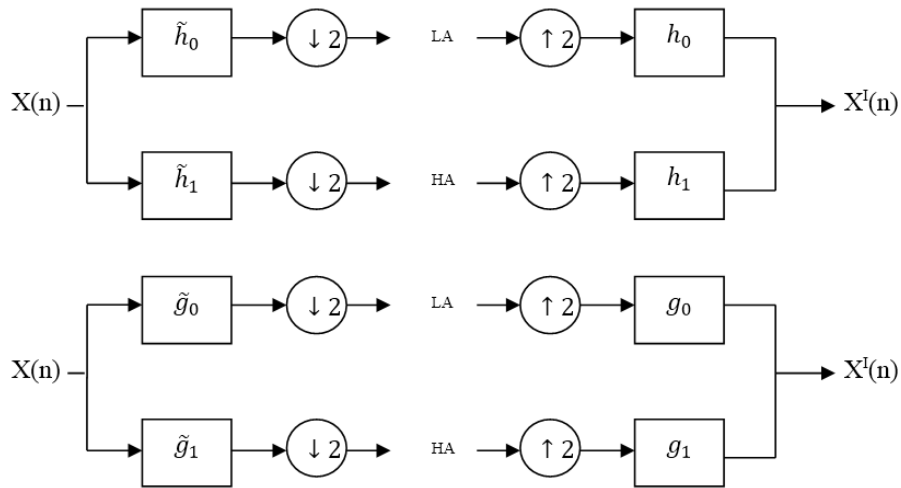 h̃₀ ↓ 2 LA ↑ 2 h₀
X(n) Xᴵ(n)
h̃₁ ↓ 2 HA ↑ 2 h₁
g̃₀ ↓ 2 LA ↑ 2 g₀
X(n) Xᴵ(n)
g̃₁ ↓ 2 HA ↑ 2 g₁